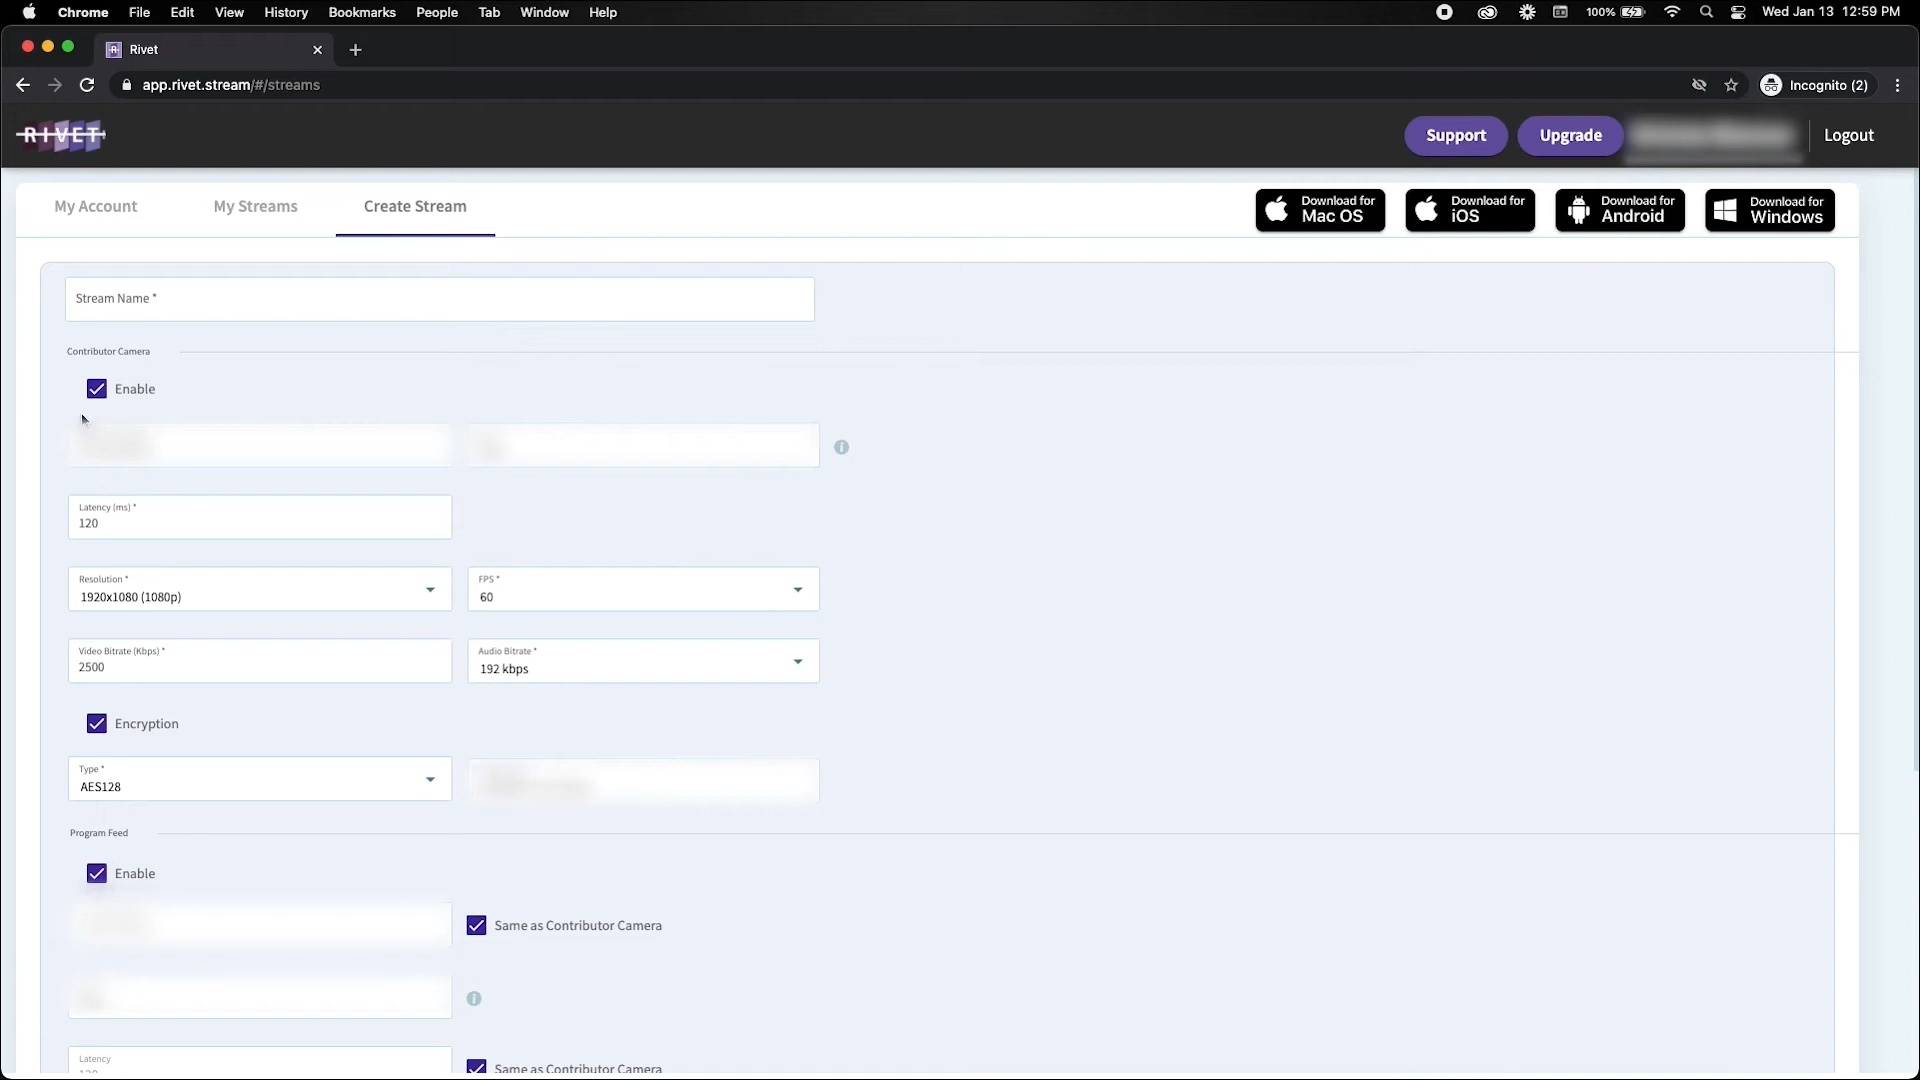 Chrome File Edit View History Bookmarks People Tab Window Help 100% Wed Jan 13 12:59 PM
Rivet
app.rivet.stream/#/streams Incognito (2)
RIVET Support Upgrade Logout
My Account My Streams Create Stream
Download for Mac OS
Download for iOS
Download for Android
Download for Windows
Stream Name *
Contributor Camera
Enable
Latency (ms) *
120
Resolution * FPS *
1920x1080 (1080p) 60
Video Bitrate (Kbps) * Audio Bitrate *
2500 192 kbps
Encryption
Type *
AES128
Program Feed
Enable
Same as Contributor Camera
Latency
Same as Contributor Camera